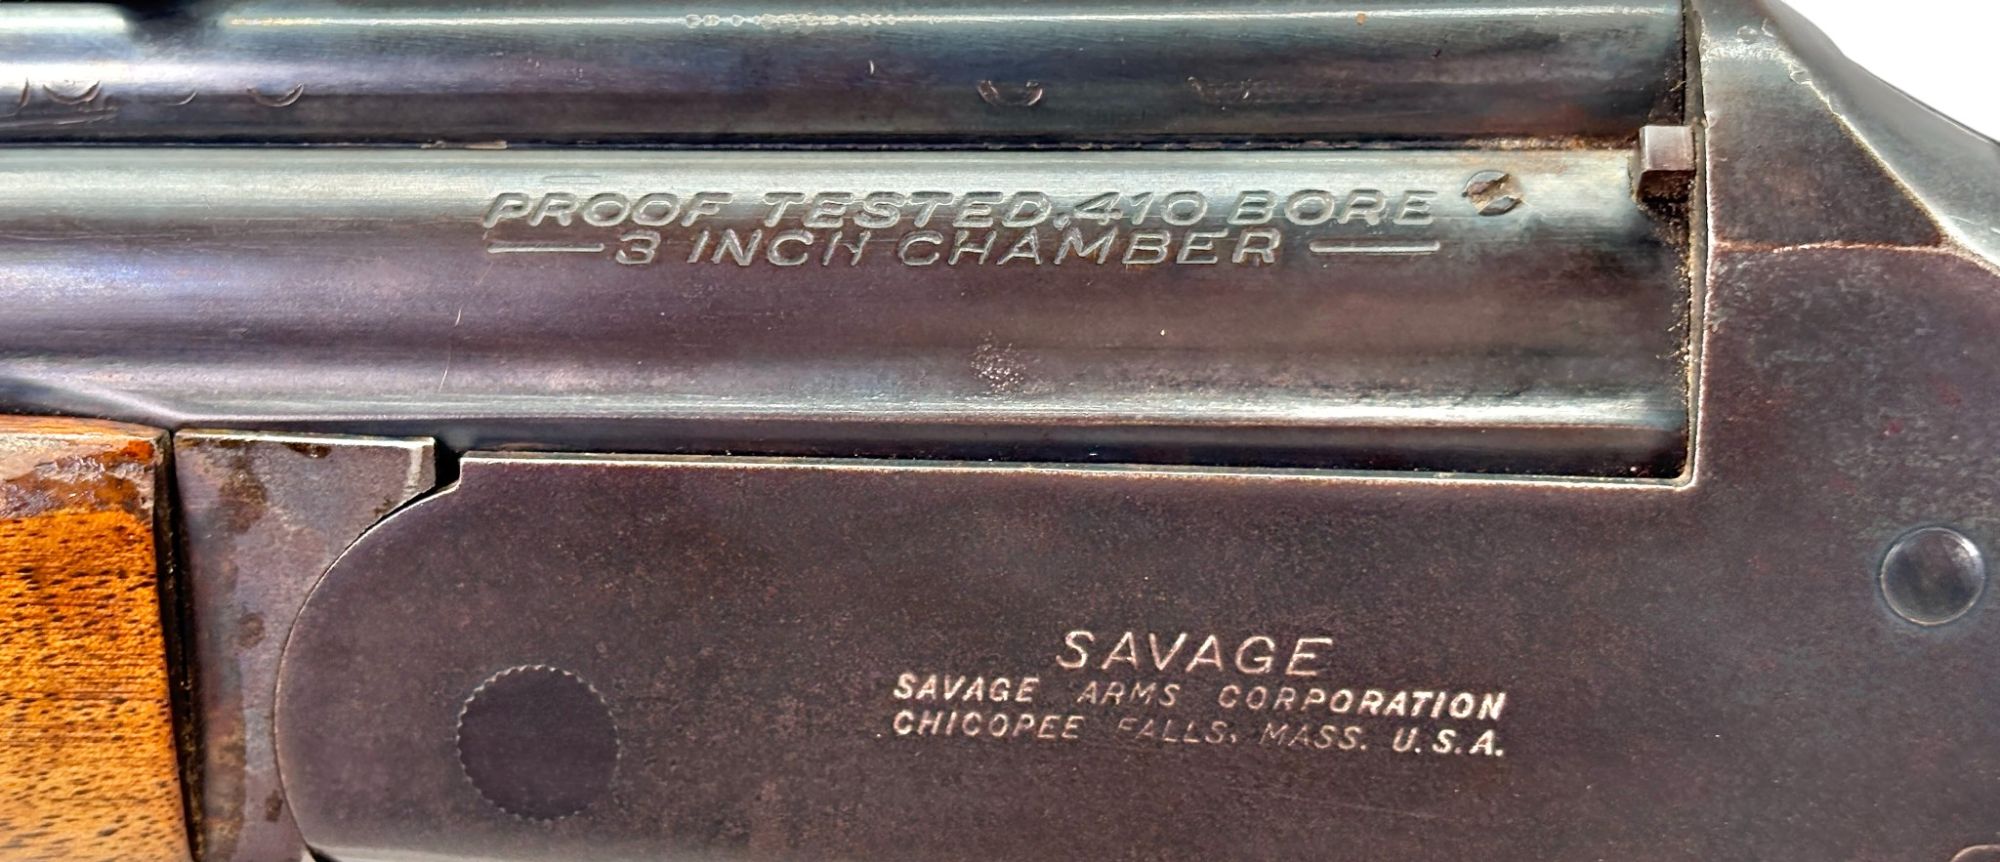 PROOF TESTED .410 BORE
3 INCH CHAMBER
SAVAGE
SAVAGE ARMS CORPORATION
CHICOPEE FALLS, MASS. U.S.A.